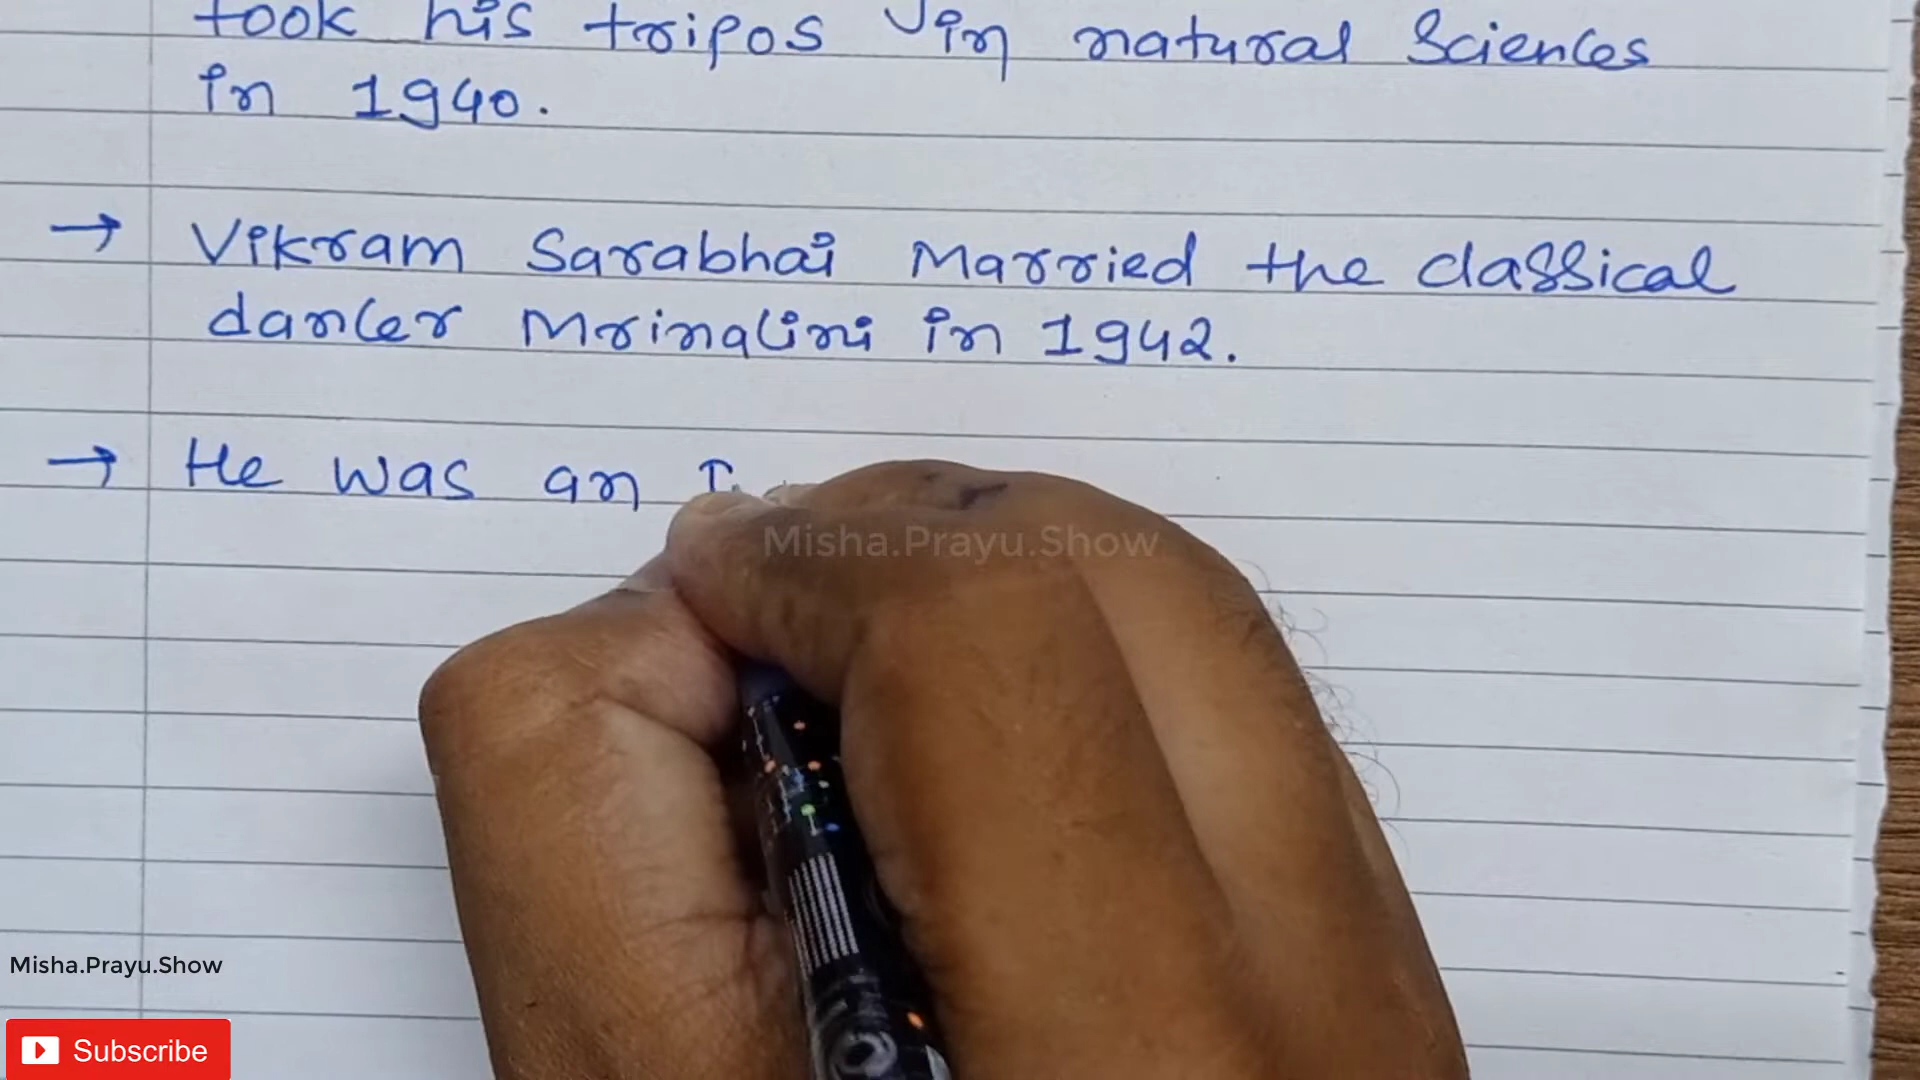 took his tripos in natural Sciences
in 1940.
→ Vikram Sarabhai Married the classical
dancer Mrinalini in 1942.
→ He was an
Misha.Prayu.Show
Misha.Prayu.Show
Subscribe